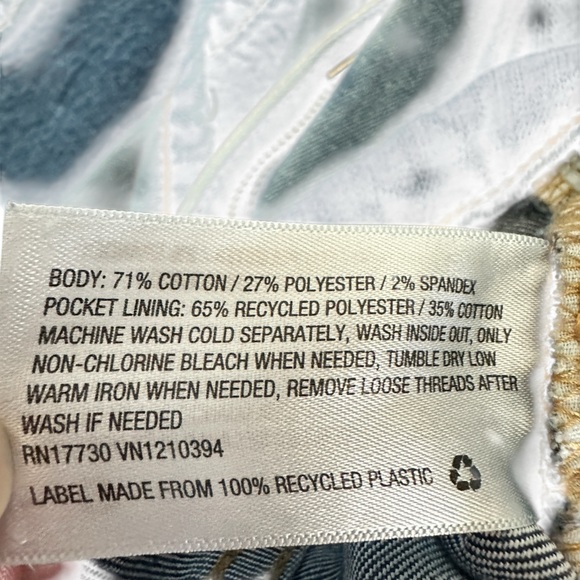 BODY: 71% COTTON / 27% POLYESTER / 2% SPANDEX
POCKET LINING: 65% RECYCLED POLYESTER / 35% COTTON
MACHINE WASH COLD SEPARATELY, WASH INSIDE OUT, ONLY
NON-CHLORINE BLEACH WHEN NEEDED, TUMBLE DRY LOW
WARM IRON WHEN NEEDED, REMOVE LOOSE THREADS AFTER
WASH IF NEEDED
RN17730 VN1210394
LABEL MADE FROM 100% RECYCLED PLASTIC